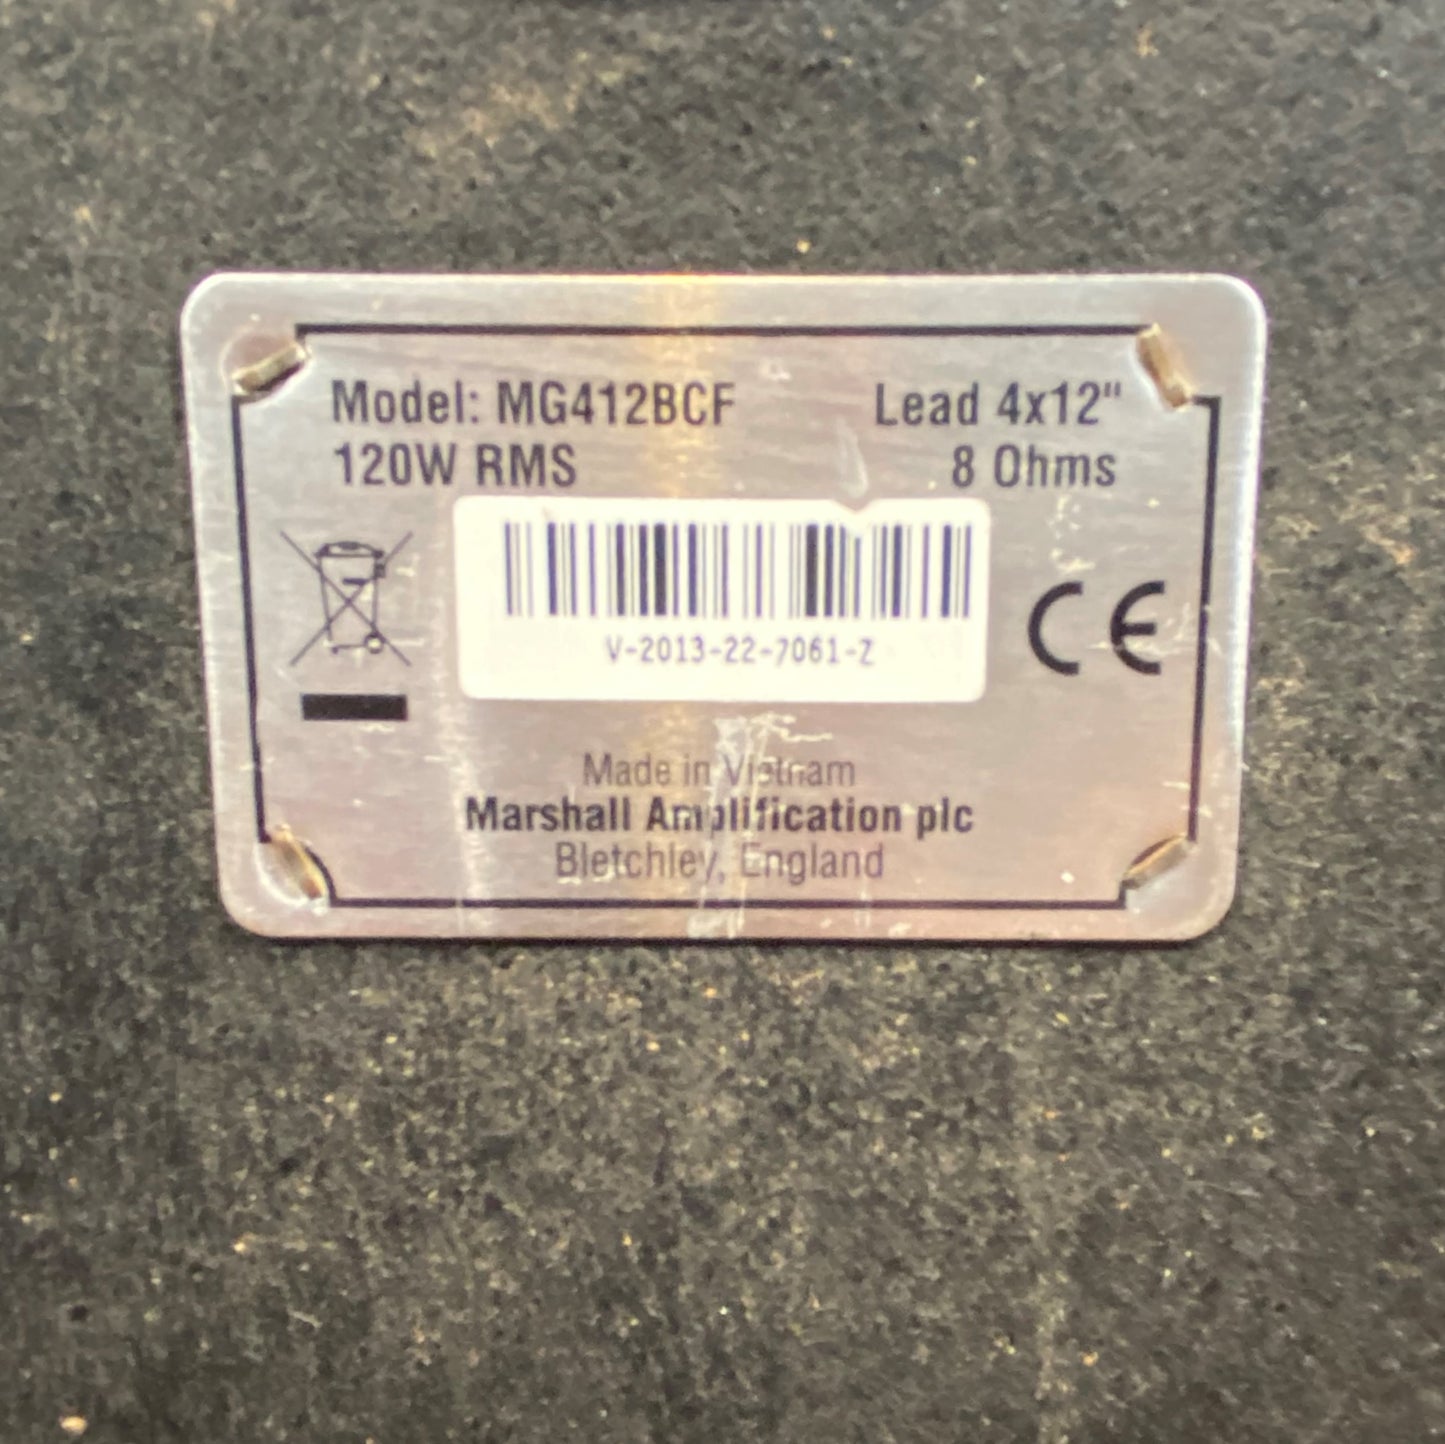 Model: MG412BCF Lead 4x12"
120W RMS 8 Ohms
V-2013-22-7061-Z
CE
Made in Vietnam
Marshall Amplification plc
Bletchley, England